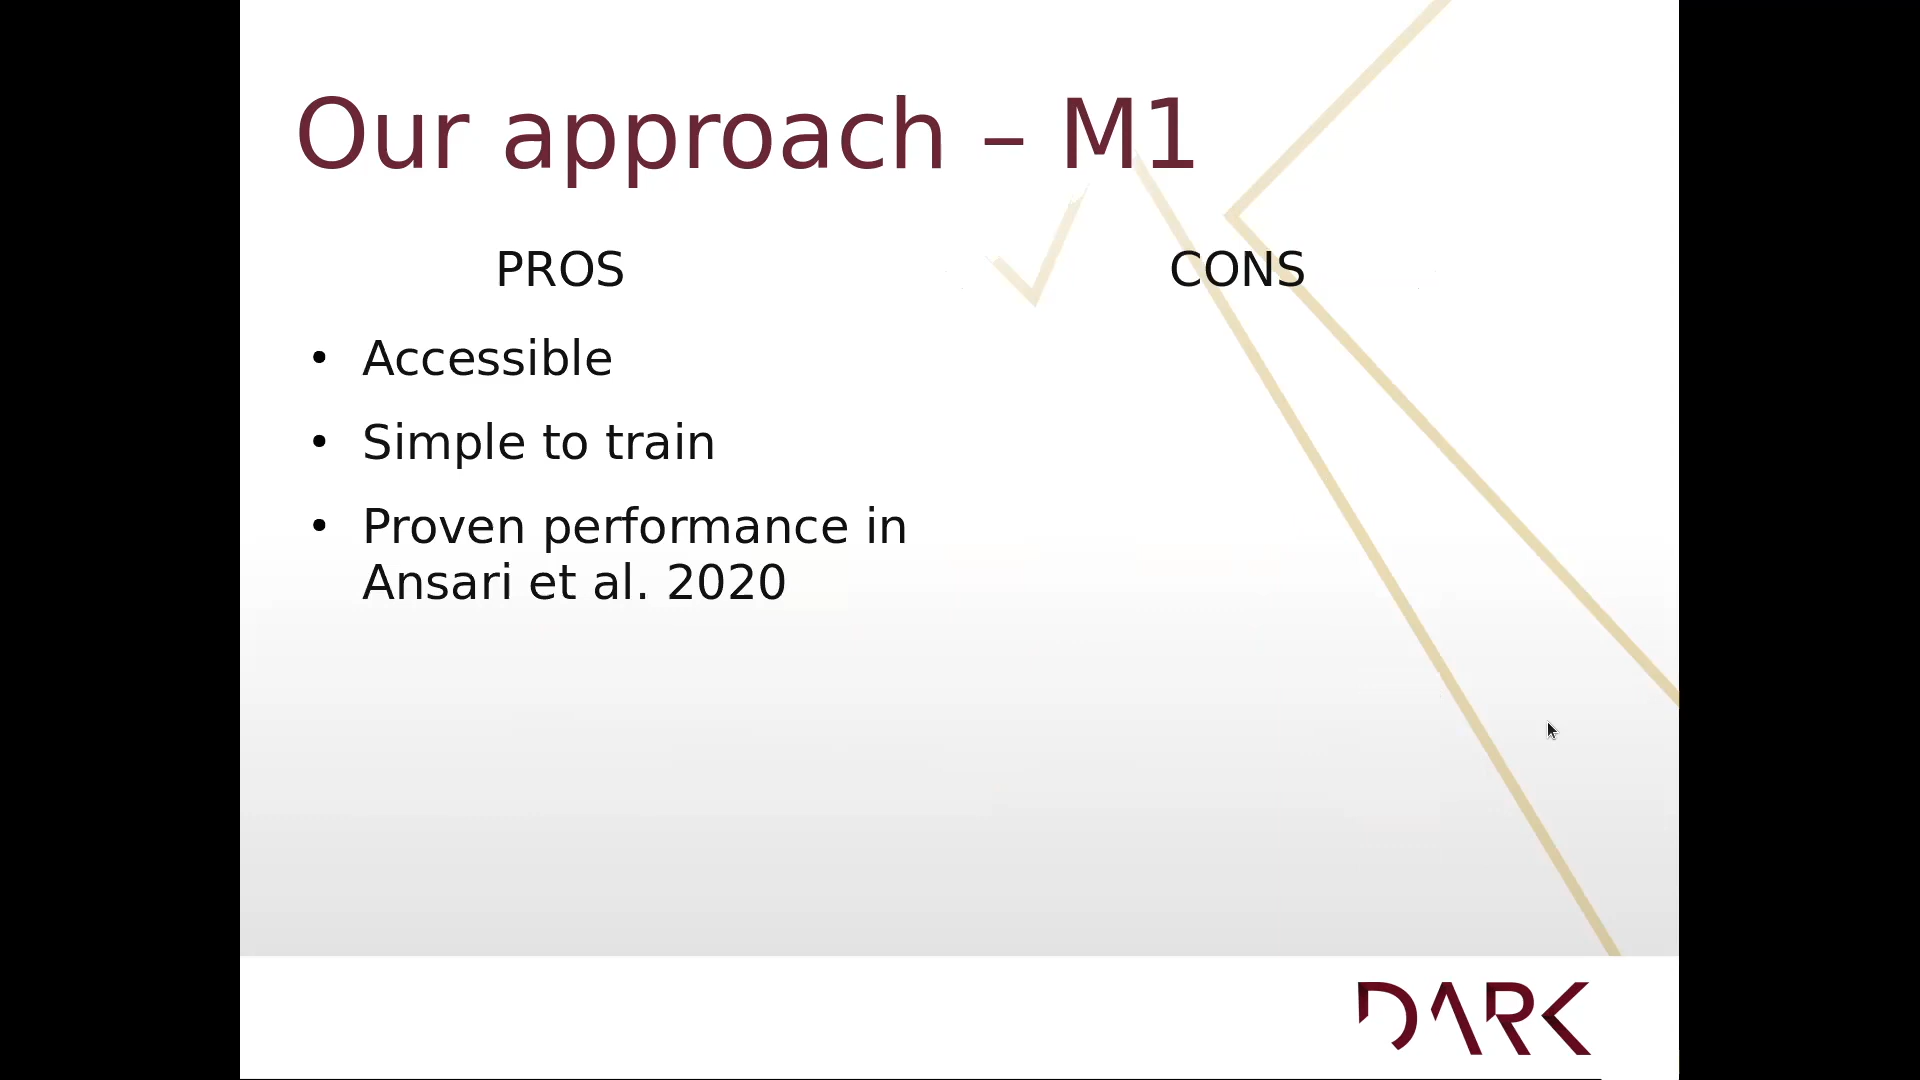 Our approach – M1
PROS
CONS
• Accessible
• Simple to train
• Proven performance in
Ansari et al. 2020
DARK